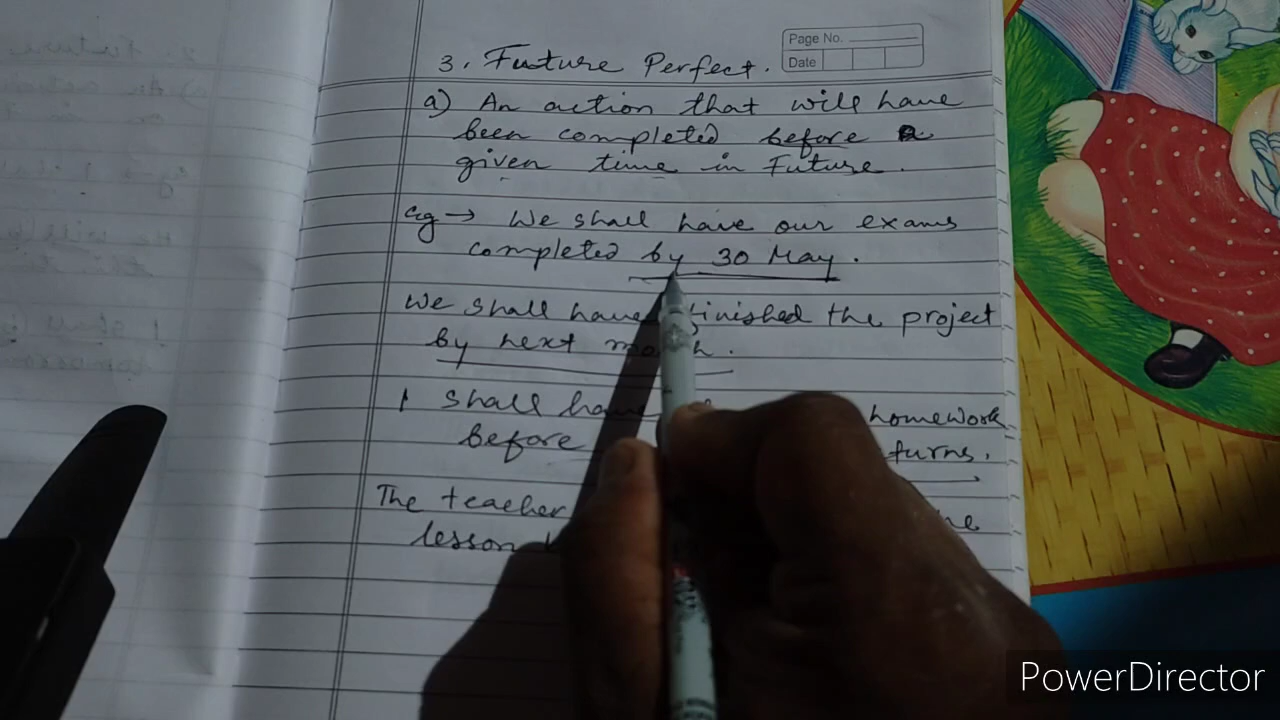 Page No.
Date
3. Future Perfect.
a) An action that will have
been completed before a
given time in Future.
eg → We shall have our exams
completed by 30 May.
We shall have finished the project
by next month.
I shall have homework
before turns.
The teacher
lesson
PowerDirector